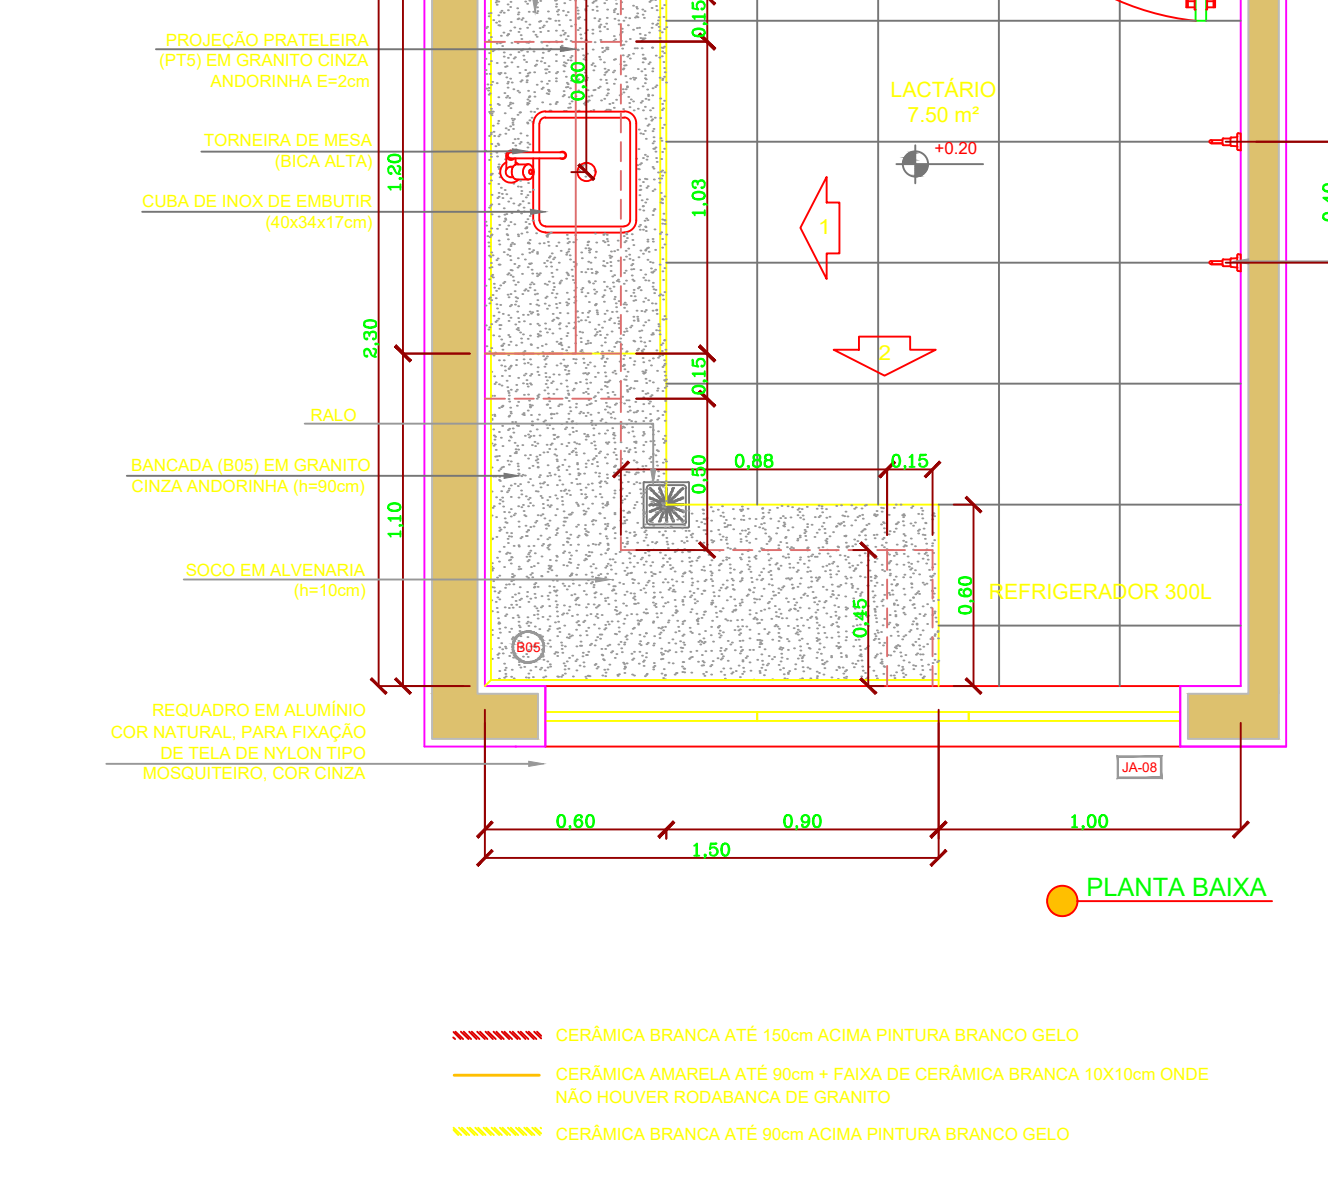 0.15
PROJEÇÃO PRATELEIRA
(PT5) EM GRANITO CINZA
ANDORINHA E=2cm
0.60
LACTÁRIO
7.50 m²
+0.20
TORNEIRA DE MESA
(BICA ALTA)
1.20
1.03
CUBA DE INOX DE EMBUTIR
(40x34x17cm)
1
2.30
2
0.15
RALO
BANCADA (B05) EM GRANITO
CINZA ANDORINHA (h=90cm)
0.50
0.88
0.15
1.10
SOCO EM ALVENARIA
(h=10cm)
0.45
0.60
REFRIGERADOR 300L
B05
REQUADRO EM ALUMÍNIO
COR NATURAL, PARA FIXAÇÃO
DE TELA DE NYLON TIPO
MOSQUITEIRO, COR CINZA
JA-08
0.60
0.90
1.00
1.50
PLANTA BAIXA
CERÂMICA BRANCA ATÉ 150cm ACIMA PINTURA BRANCO GELO
CERÂMICA AMARELA ATÉ 90cm + FAIXA DE CERÂMICA BRANCA 10X10cm ONDE
NÃO HOUVER RODABANCA DE GRANITO
CERÂMICA BRANCA ATÉ 90cm ACIMA PINTURA BRANCO GELO